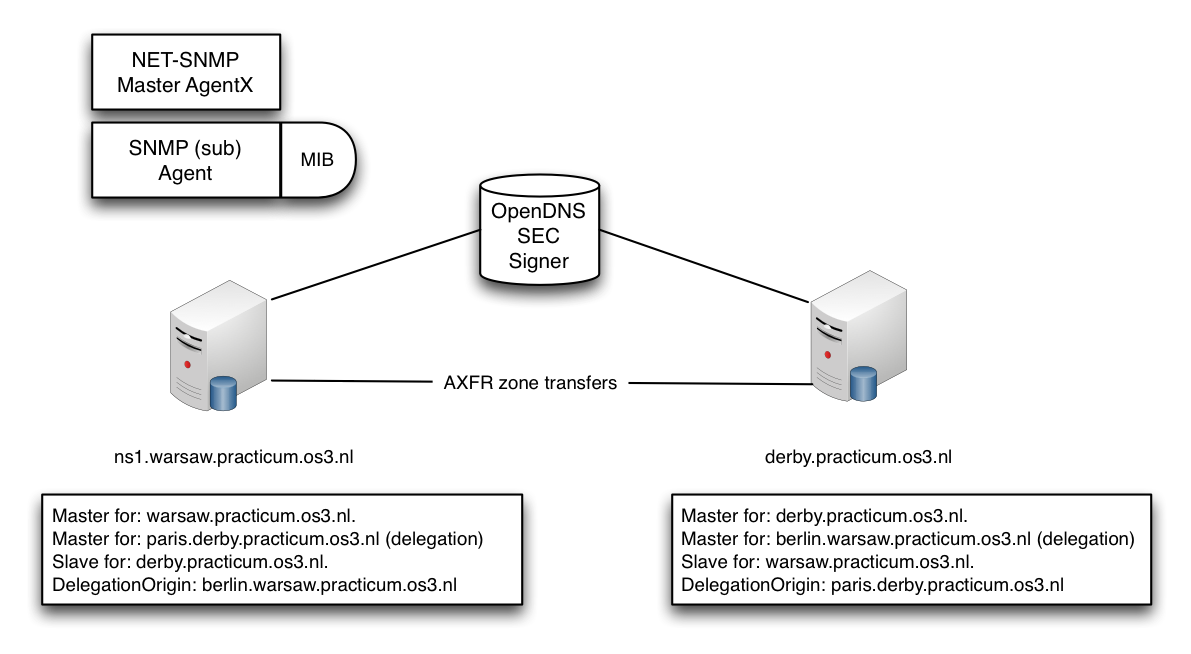 NET-SNMP
Master AgentX
SNMP (sub)
Agent
MIB
OpenDNS
SEC
Signer
AXFR zone transfers
ns1.warsaw.practicum.os3.nl
derby.practicum.os3.nl
Master for: warsaw.practicum.os3.nl.
Master for: paris.derby.practicum.os3.nl (delegation)
Slave for: derby.practicum.os3.nl.
DelegationOrigin: berlin.warsaw.practicum.os3.nl
Master for: derby.practicum.os3.nl.
Master for: berlin.warsaw.practicum.os3.nl (delegation)
Slave for: warsaw.practicum.os3.nl.
DelegationOrigin: paris.derby.practicum.os3.nl